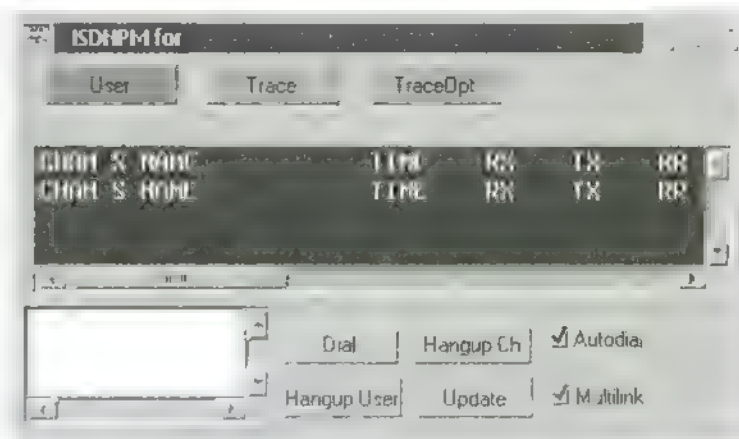 ISDHPM for
User Trace TraceOpt
CHAN S NAME TIME RX TX RR
CHAN S NAME TIME RX TX RR
Dial Hangup Ch Autodial
Hangup User Update Multilink